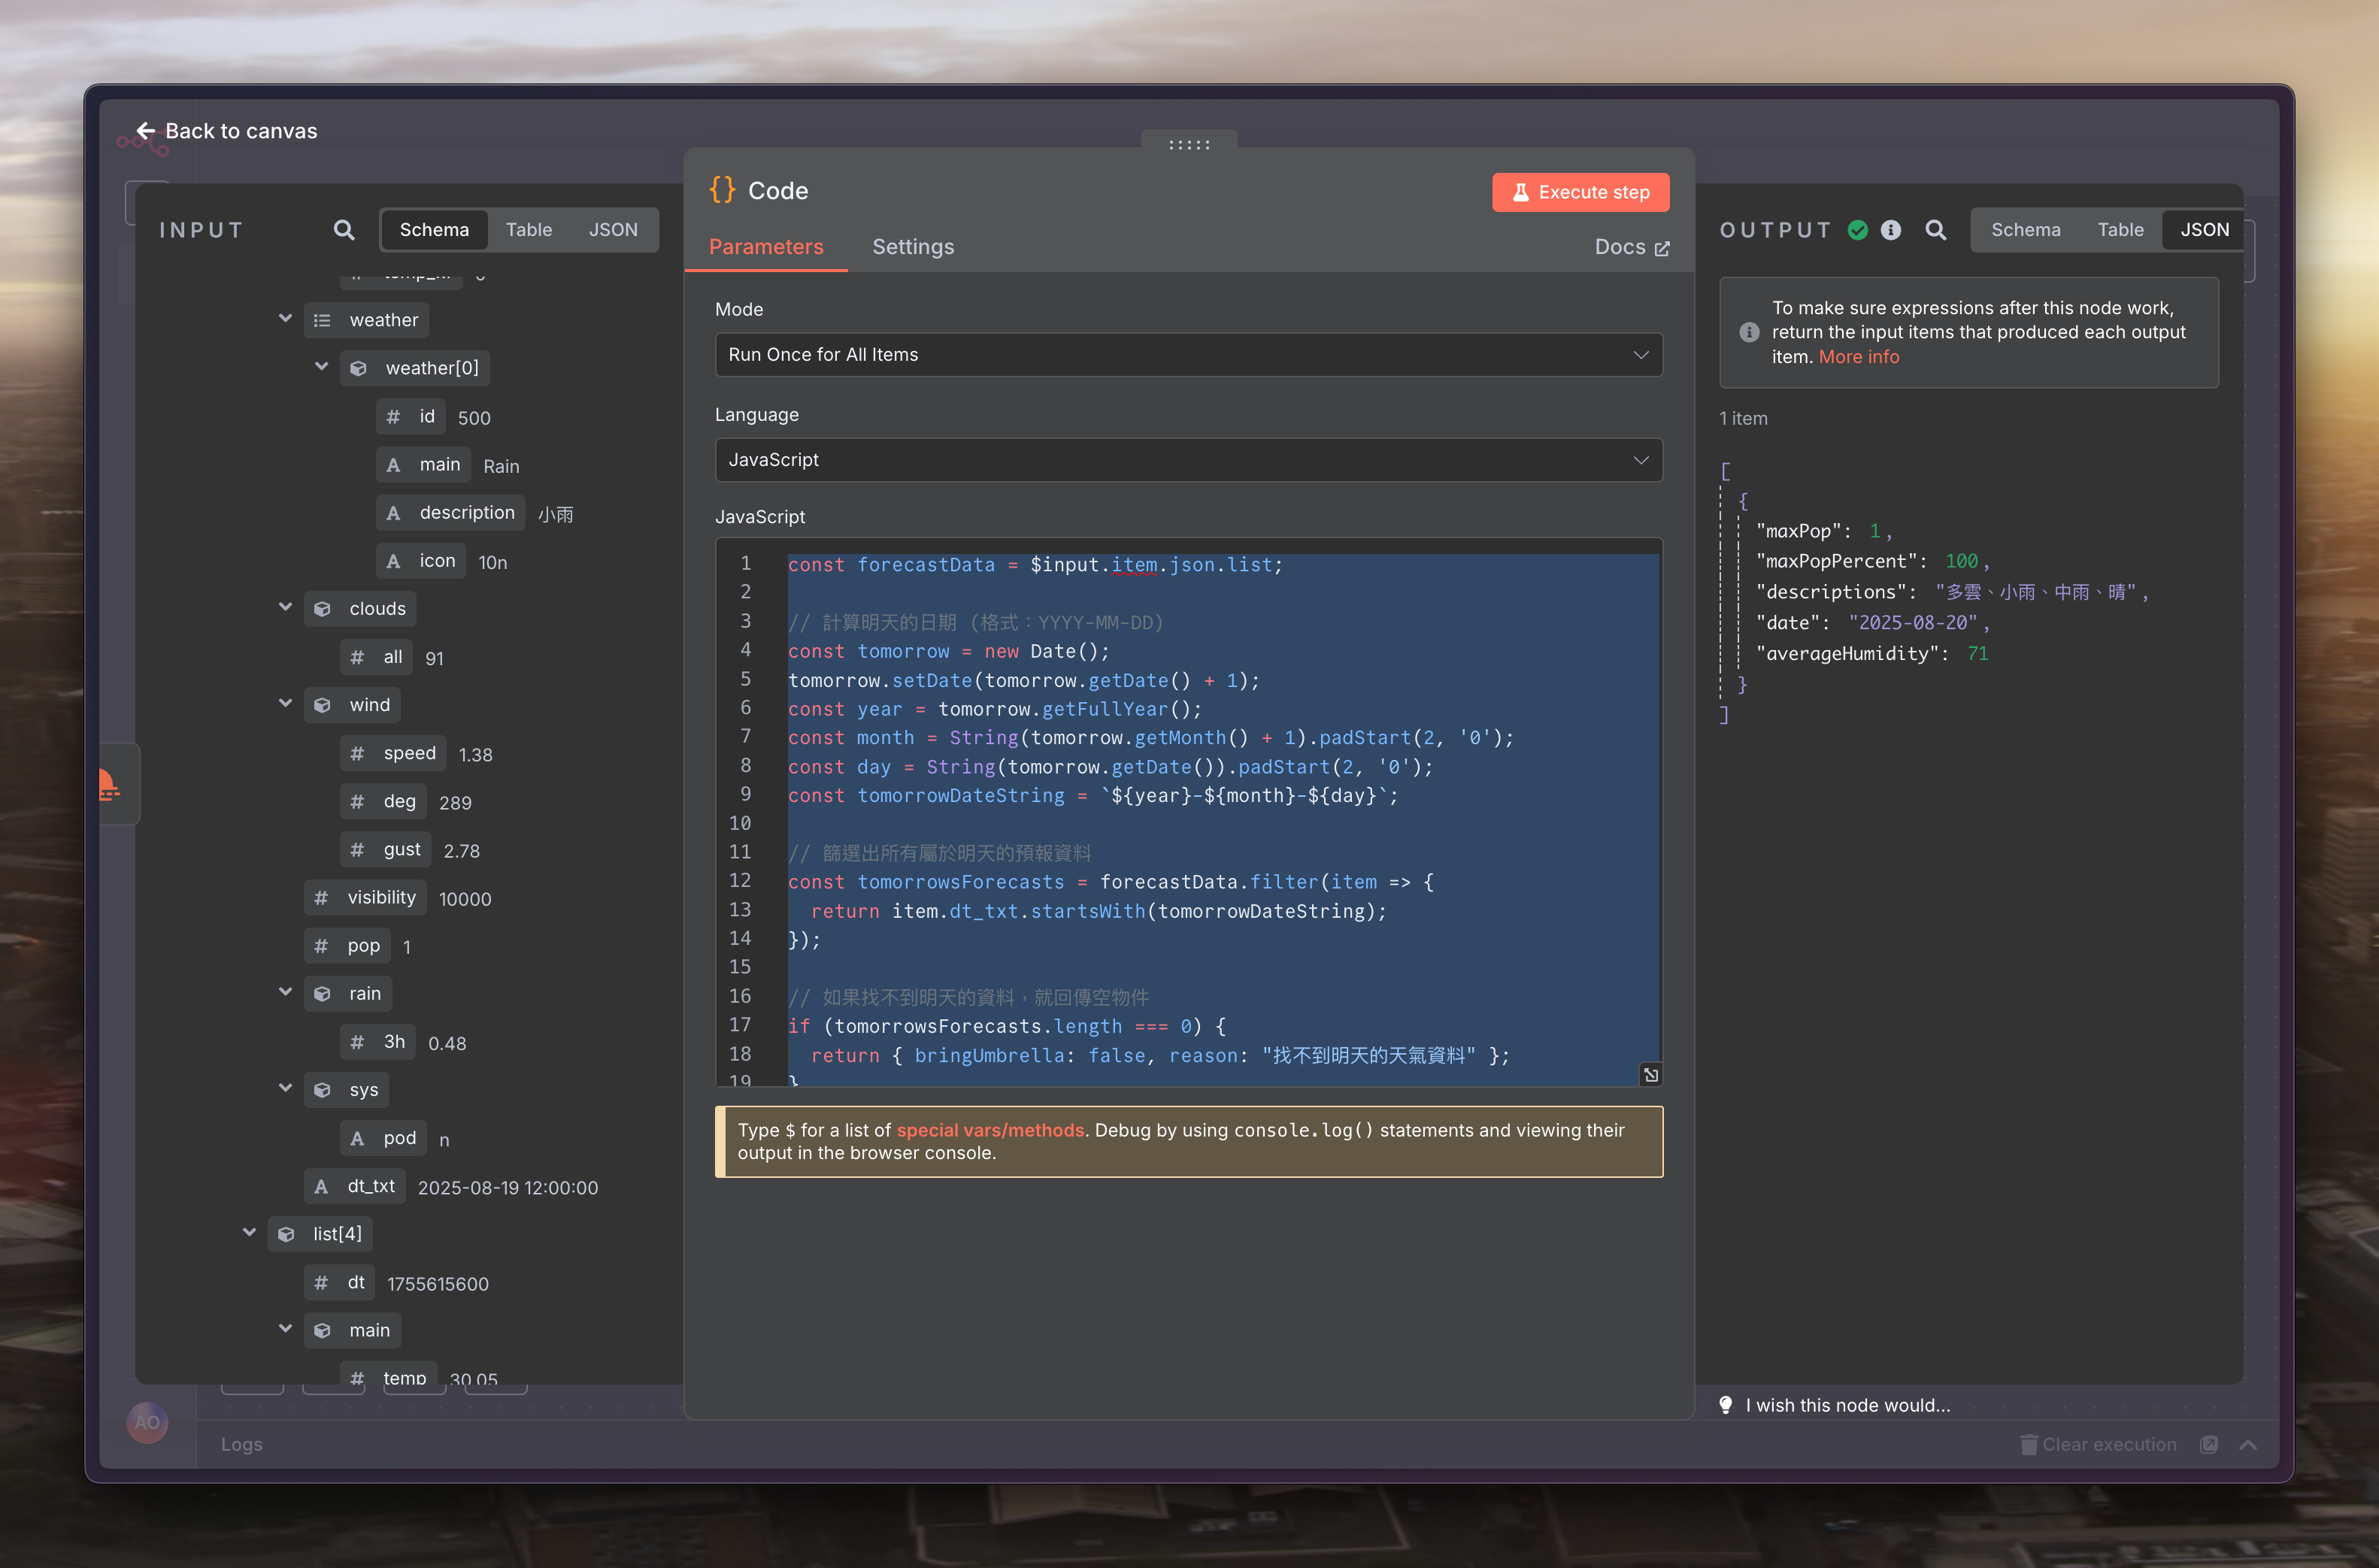 Back to canvas
INPUT
Schema
Table
JSON
weather
weather[0]
# id 500
A main Rain
A description 小雨
A icon 10n
clouds
# all 91
wind
# speed 1.38
# deg 289
# gust 2.78
# visibility 10000
# pop 1
rain
# 3h 0.48
sys
A pod n
A dt_txt 2025-08-19 12:00:00
list[4]
# dt 1755615600
main
# temp 30.05
{} Code
Execute step
Parameters
Settings
Docs
Mode
Run Once for All Items
Language
JavaScript
JavaScript
1 const forecastData = $input.item.json.list;
2
3 // 計算明天的日期 (格式：YYYY-MM-DD)
4 const tomorrow = new Date();
5 tomorrow.setDate(tomorrow.getDate() + 1);
6 const year = tomorrow.getFullYear();
7 const month = String(tomorrow.getMonth() + 1).padStart(2, '0');
8 const day = String(tomorrow.getDate()).padStart(2, '0');
9 const tomorrowDateString = `${year}-${month}-${day}`;
10
11 // 篩選出所有屬於明天的預報資料
12 const tomorrowsForecasts = forecastData.filter(item => {
13 return item.dt_txt.startsWith(tomorrowDateString);
14 });
15
16 // 如果找不到明天的資料，就回傳空物件
17 if (tomorrowsForecasts.length === 0) {
18 return { bringUmbrella: false, reason: "找不到明天的天氣資料" };
19 }
Type $ for a list of special vars/methods. Debug by using console.log() statements and viewing their
output in the browser console.
OUTPUT
Schema
Table
JSON
To make sure expressions after this node work,
return the input items that produced each output
item. More info
1 item
[
{
"maxPop": 1,
"maxPopPercent": 100,
"descriptions": "多雲、小雨、中雨、晴",
"date": "2025-08-20",
"averageHumidity": 71
}
]
I wish this node would...
AO
Logs
Clear execution